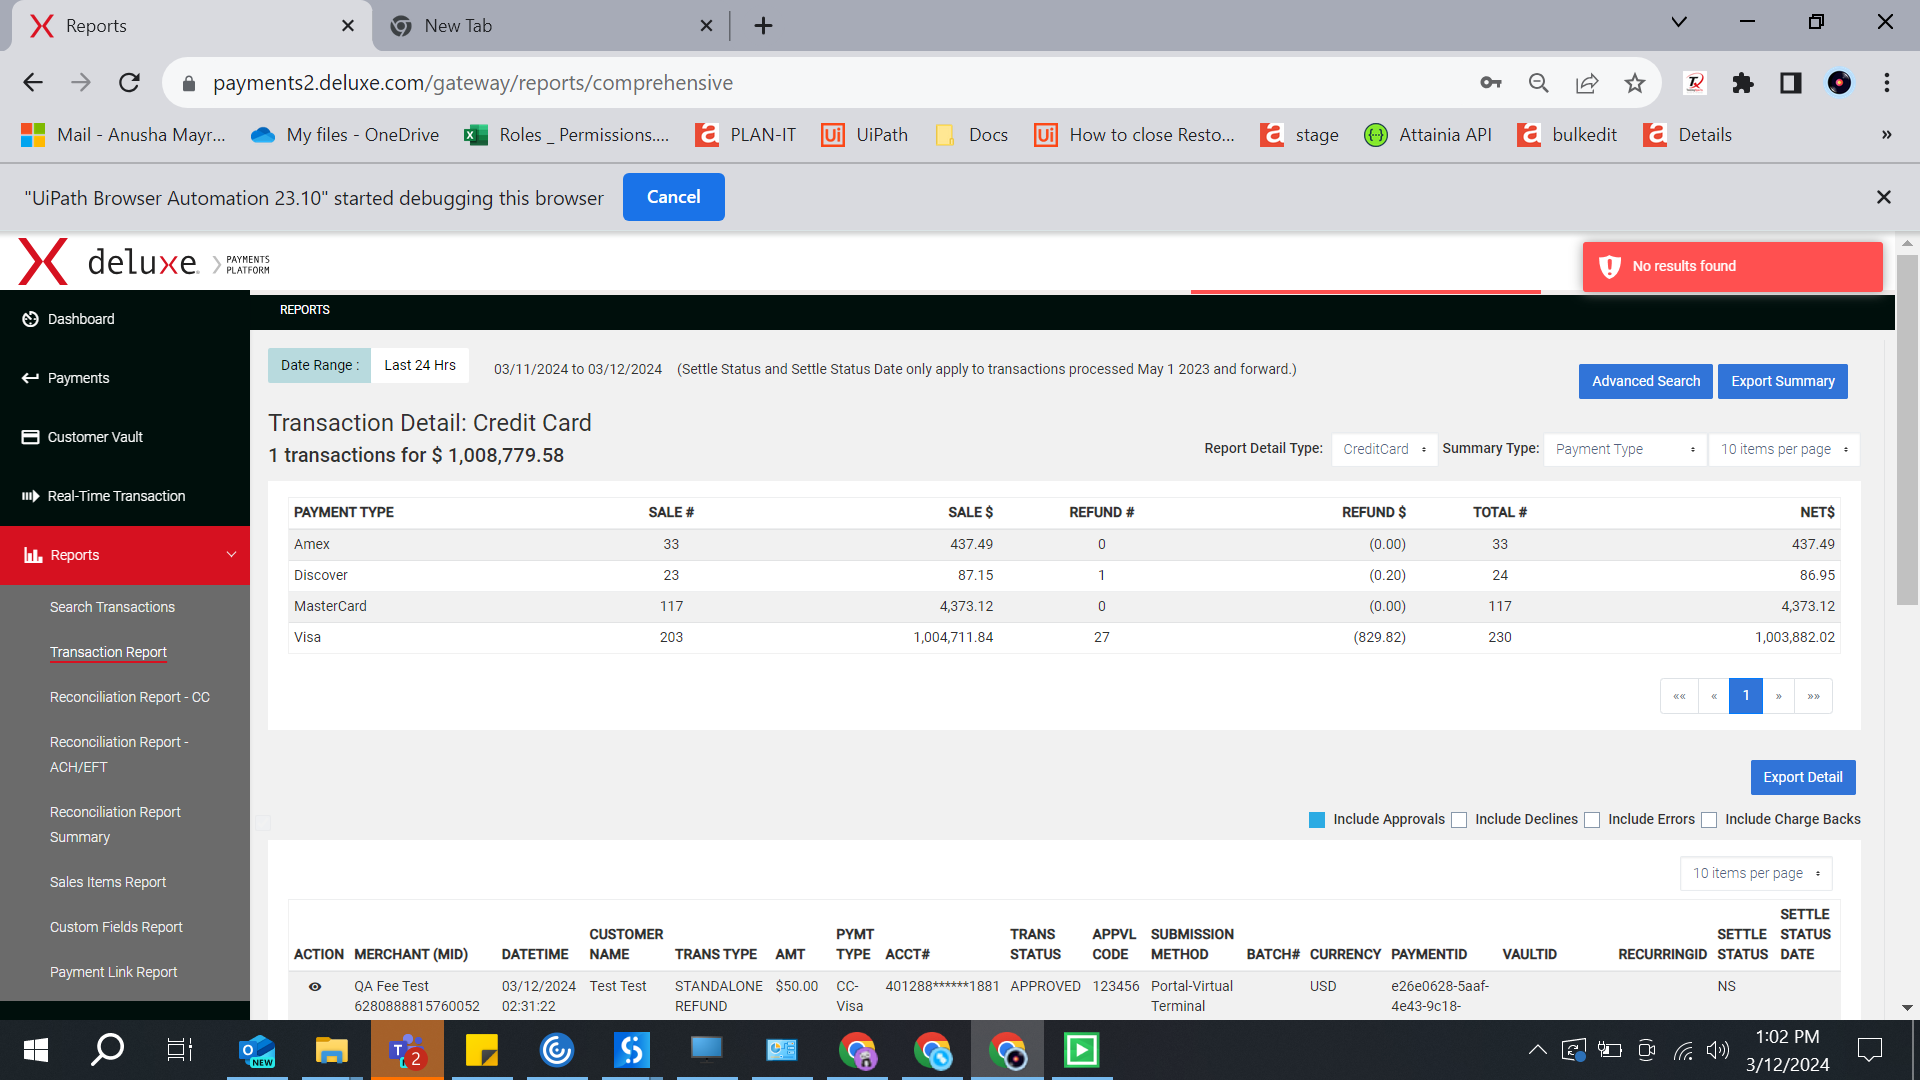 Reports
New Tab
payments2.deluxe.com/gateway/reports/comprehensive
Mail - Anusha Mayr...
My files - OneDrive
Roles _ Permissions....
PLAN-IT
UiPath
Docs
How to close Resto...
stage
Attainia API
bulkedit
Details
»
"UiPath Browser Automation 23.10" started debugging this browser
Cancel
deluxe.
PAYMENTS
PLATFORM
No results found
Dashboard
REPORTS
Payments
Customer Vault
Real-Time Transaction
Reports
Search Transactions
Transaction Report
Reconciliation Report - CC
Reconciliation Report -
ACH/EFT
Reconciliation Report
Summary
Sales Items Report
Custom Fields Report
Payment Link Report
Date Range : Last 24 Hrs 03/11/2024 to 03/12/2024 (Settle Status and Settle Status Date only apply to transactions processed May 1 2023 and forward.)
Advanced Search Export Summary
Transaction Detail: Credit Card
1 transactions for $ 1,008,779.58
Report Detail Type: CreditCard Summary Type: Payment Type 10 items per page
PAYMENT TYPE SALE # SALE $ REFUND # REFUND $ TOTAL # NET$
Amex 33 437.49 0 (0.00) 33 437.49
Discover 23 87.15 1 (0.20) 24 86.95
MasterCard 117 4,373.12 0 (0.00) 117 4,373.12
Visa 203 1,004,711.84 27 (829.82) 230 1,003,882.02
«« « 1 » »»
Export Detail
Include Approvals Include Declines Include Errors Include Charge Backs
10 items per page
ACTION MERCHANT (MID) DATETIME CUSTOMER NAME TRANS TYPE AMT PYMT TYPE ACCT# TRANS STATUS APPVL CODE SUBMISSION METHOD BATCH# CURRENCY PAYMENTID VAULTID RECURRINGID SETTLE STATUS SETTLE STATUS DATE
QA Fee Test 03/12/2024 Test Test STANDALONE $50.00 CC- 401288******1881 APPROVED 123456 Portal-Virtual USD e26e0628-5aaf- NS
6280888815760052 02:31:22 REFUND Visa Terminal 4e43-9c18-
NEW
2
1:02 PM
3/12/2024